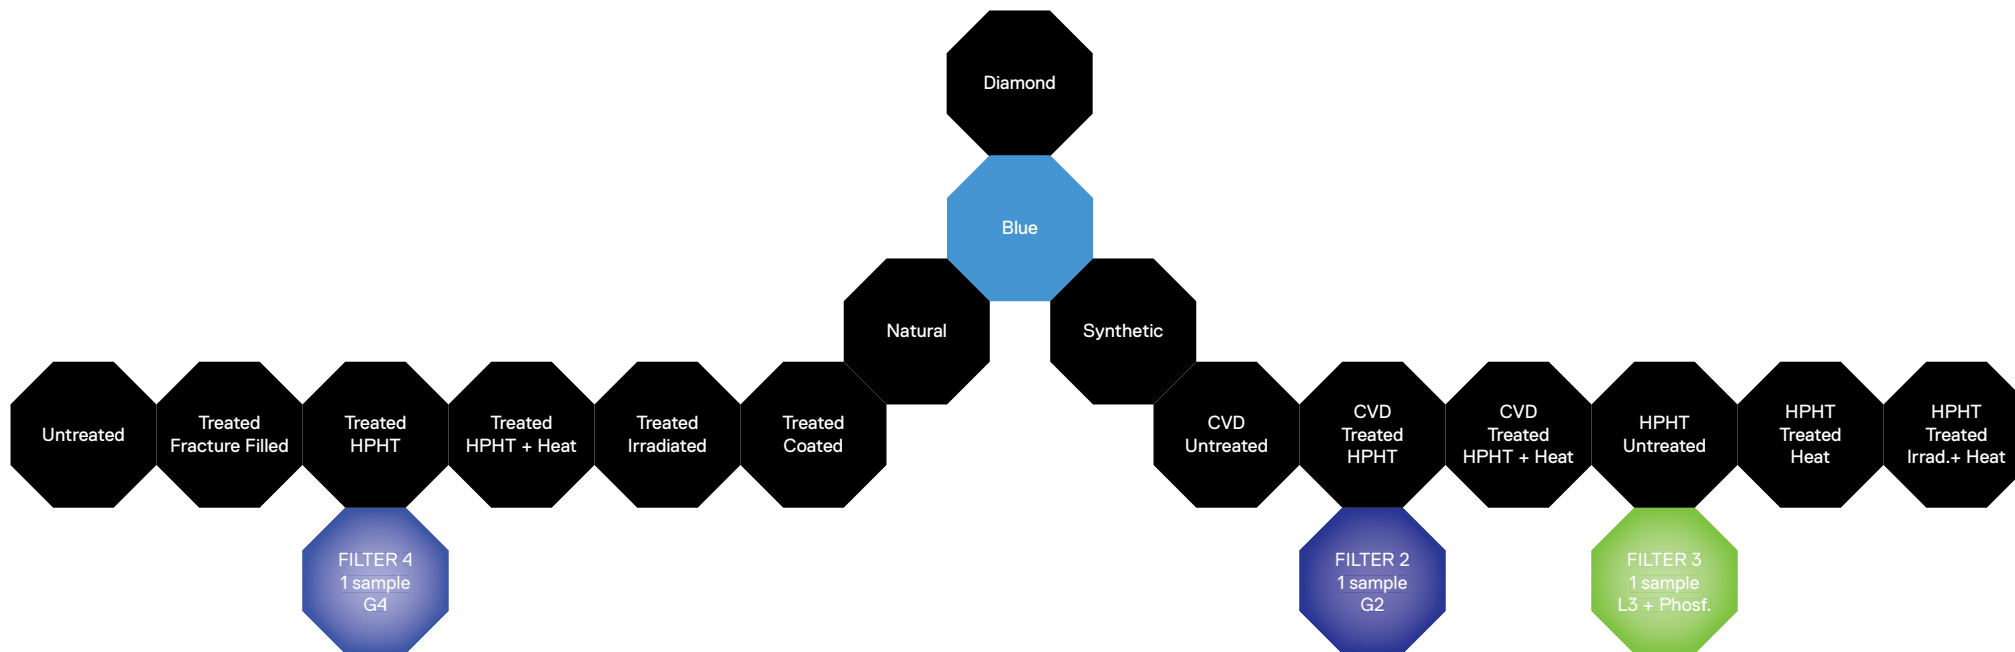 Diamond
Blue
Natural
Synthetic
Untreated
Treated
Fracture Filled
Treated
HPHT
Treated
HPHT + Heat
Treated
Irradiated
Treated
Coated
CVD
Untreated
CVD
Treated
HPHT
CVD
Treated
HPHT + Heat
HPHT
Untreated
HPHT
Treated
Heat
HPHT
Treated
Irrad.+ Heat
FILTER 4
1 sample
G4
FILTER 2
1 sample
G2
FILTER 3
1 sample
L3 + Phosf.